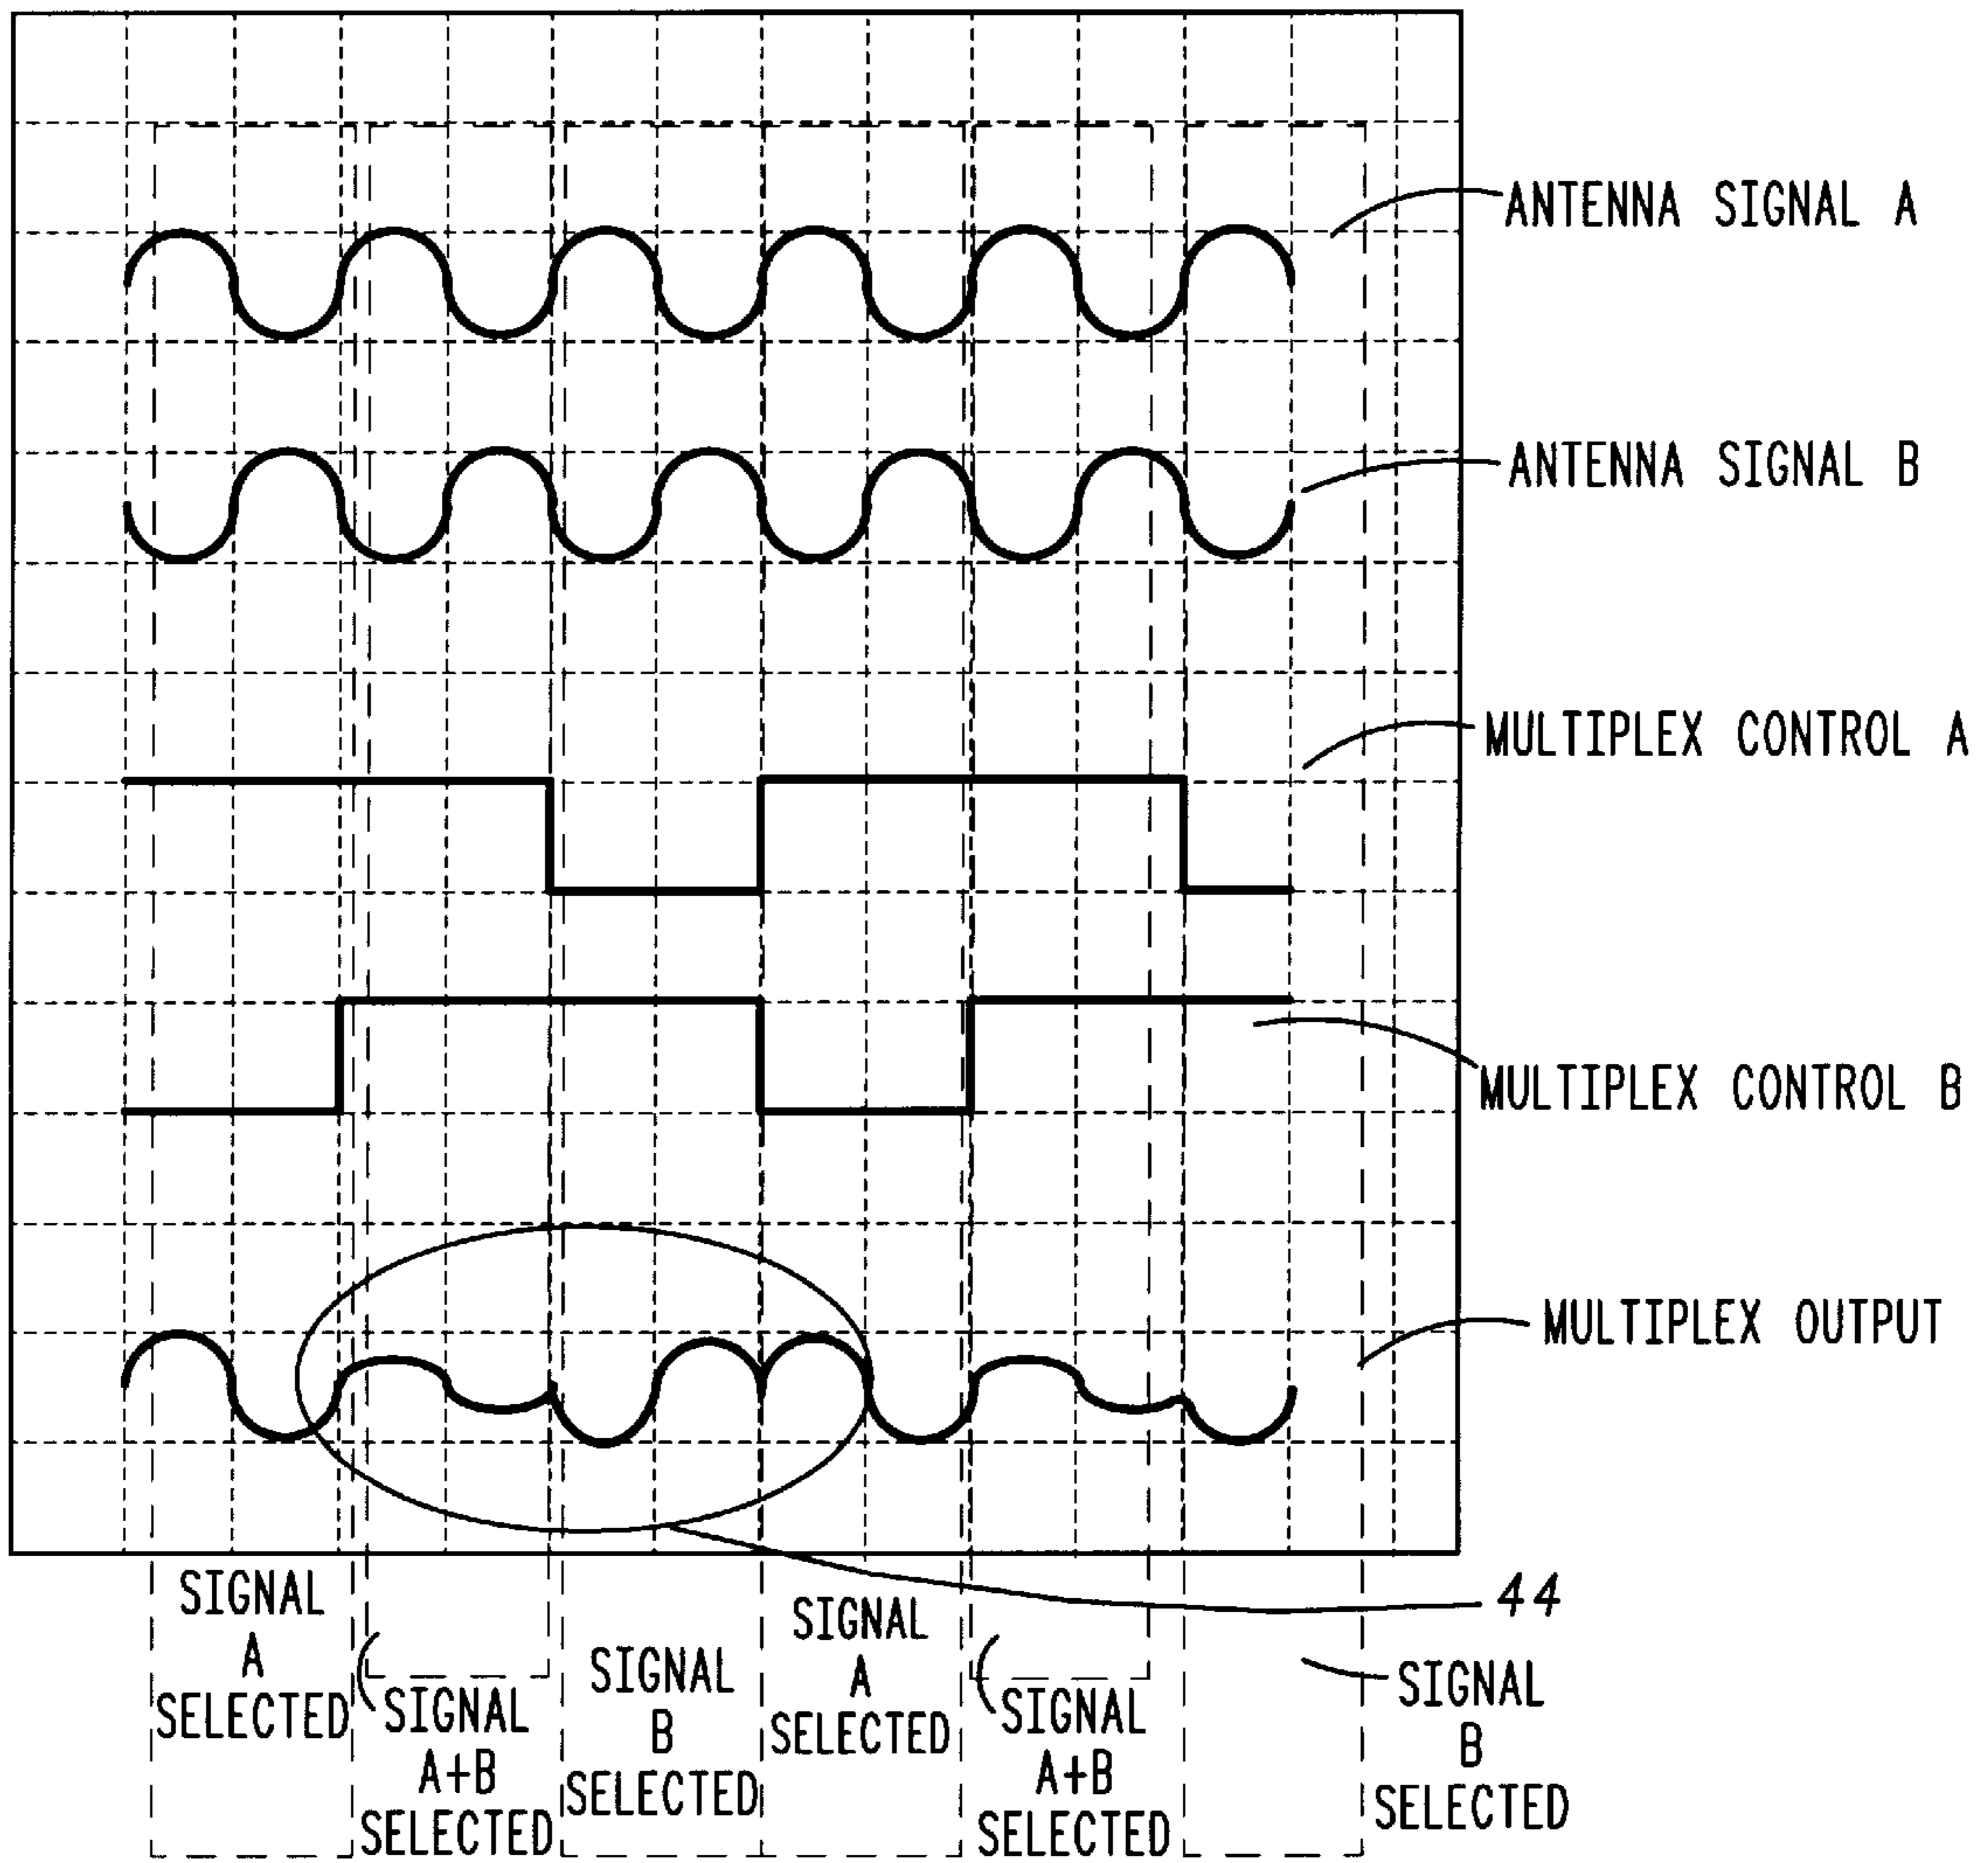 ANTENNA SIGNAL A
ANTENNA SIGNAL B
MULTIPLEX CONTROL A
MULTIPLEX CONTROL B
MULTIPLEX OUTPUT
44
SIGNAL
A
SELECTED
SIGNAL
A+B
SELECTED
SIGNAL
B
SELECTED
SIGNAL
A
SELECTED
SIGNAL
A+B
SELECTED
SIGNAL
B
SELECTED